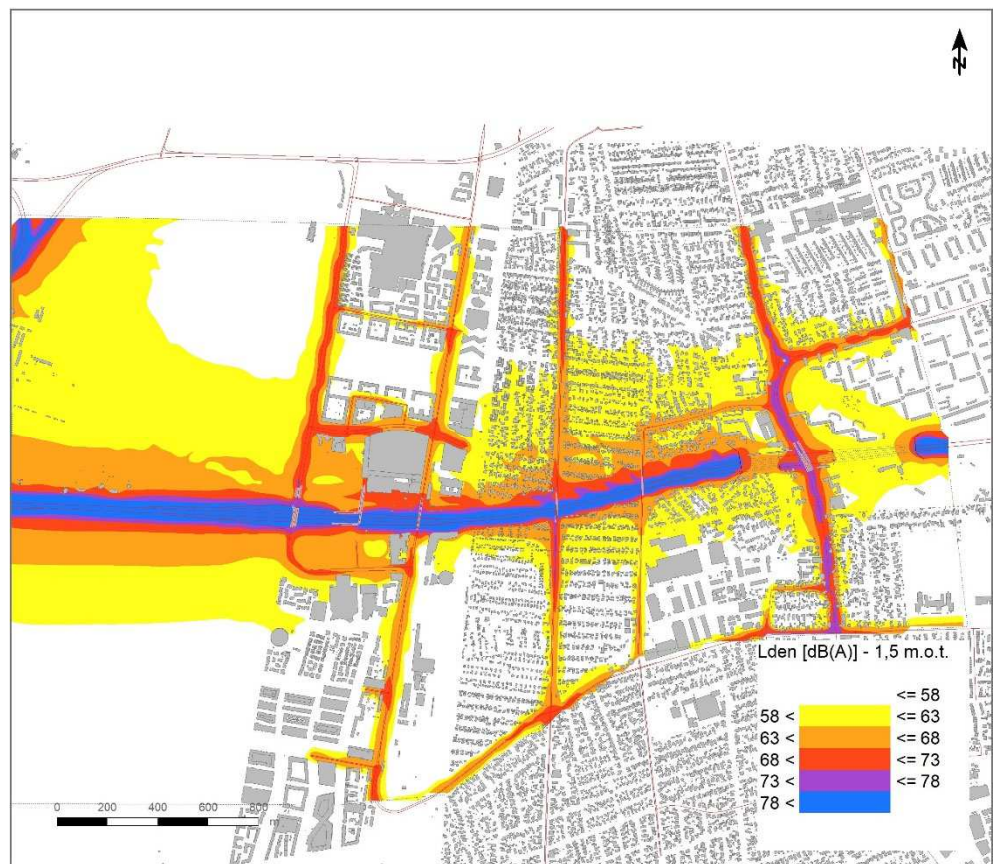 N
Lden [dB(A)] - 1,5 m.o.t.
<= 58
58 < <= 63
63 < <= 68
68 < <= 73
73 < <= 78
78 <
0 200 400 600 800
m